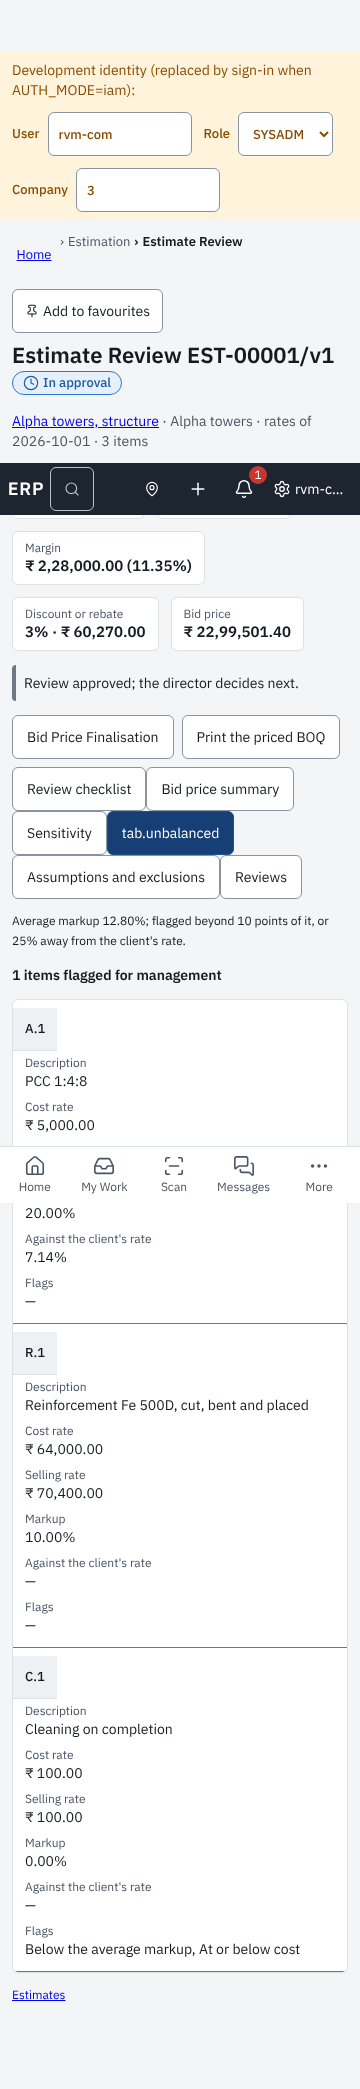 Development identity (replaced by sign-in when
AUTH_MODE=iam):
User rvm-com Role SYSADM
Company 3
Home › Estimation › Estimate Review
Add to favourites
Estimate Review EST-00001/v1
In approval
Alpha towers, structure · Alpha towers · rates of
2026-10-01 · 3 items
ERP 1 rvm-c...
Margin
₹ 2,28,000.00 (11.35%)
Discount or rebate
3% · ₹ 60,270.00
Bid price
₹ 22,99,501.40
Review approved; the director decides next.
Bid Price Finalisation Print the priced BOQ
Review checklist Bid price summary
Sensitivity tab.unbalanced
Assumptions and exclusions Reviews
Average markup 12.80%; flagged beyond 10 points of it, or
25% away from the client's rate.
1 items flagged for management
A.1
Description
PCC 1:4:8
Cost rate
₹ 5,000.00
Home My Work Scan Messages More
20.00%
Against the client's rate
7.14%
Flags
—
R.1
Description
Reinforcement Fe 500D, cut, bent and placed
Cost rate
₹ 64,000.00
Selling rate
₹ 70,400.00
Markup
10.00%
Against the client's rate
—
Flags
—
C.1
Description
Cleaning on completion
Cost rate
₹ 100.00
Selling rate
₹ 100.00
Markup
0.00%
Against the client's rate
—
Flags
Below the average markup, At or below cost
Estimates